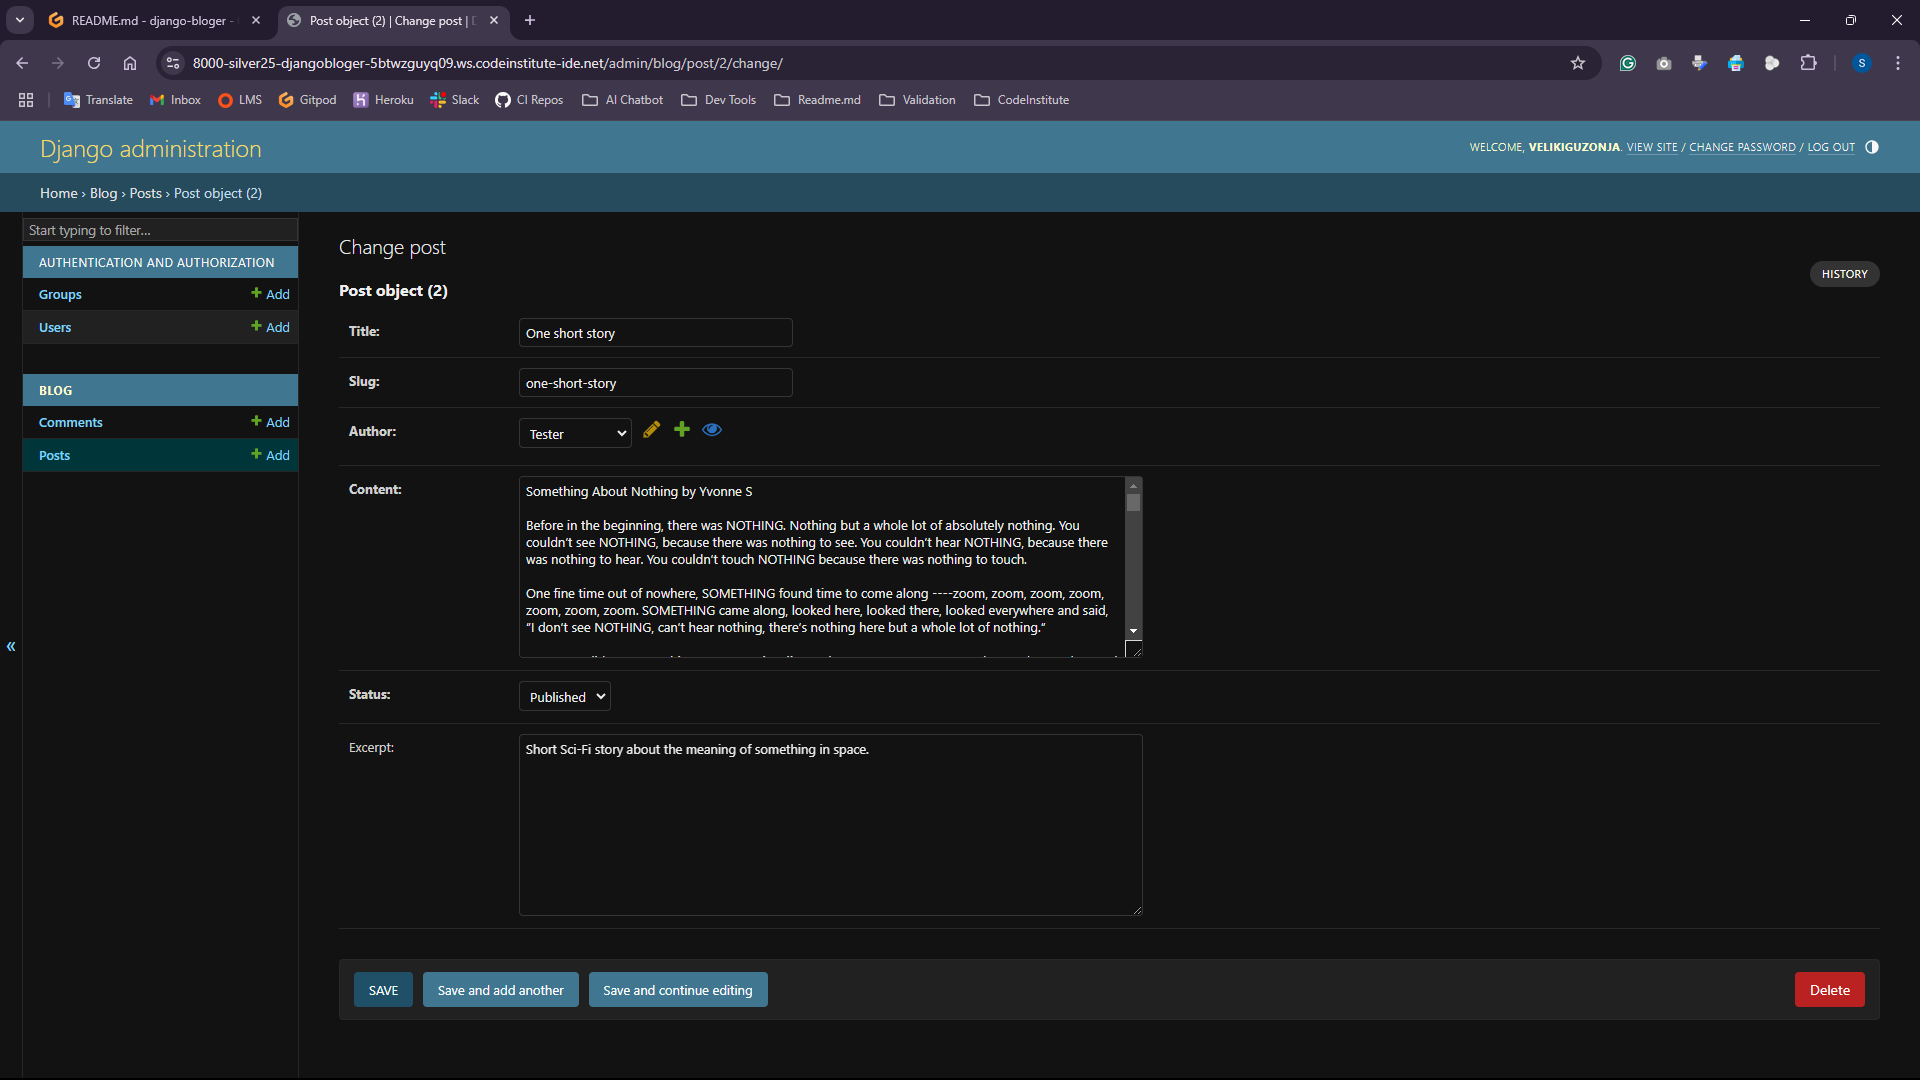 README.md - django-bloger -
Post object (2) | Change post |
8000-silver25-djangobloger-5btwzguyq09.ws.codeinstitute-ide.net/admin/blog/post/2/change/
S
Translate
Inbox
LMS
Gitpod
Heroku
Slack
CI Repos
AI Chatbot
Dev Tools
Readme.md
Validation
CodeInstitute
Django administration
WELCOME, VELIKIGUZONJA. VIEW SITE / CHANGE PASSWORD / LOG OUT
Home › Blog › Posts › Post object (2)
Start typing to filter...
AUTHENTICATION AND AUTHORIZATION
Groups + Add
Users + Add
BLOG
Comments + Add
Posts + Add
«
Change post
HISTORY
Post object (2)
Title: One short story
Slug: one-short-story
Author: Tester
Content: Something About Nothing by Yvonne S
Before in the beginning, there was NOTHING. Nothing but a whole lot of absolutely nothing. You
couldn't see NOTHING, because there was nothing to see. You couldn't hear NOTHING, because there
was nothing to hear. You couldn't touch NOTHING because there was nothing to touch.
One fine time out of nowhere, SOMETHING found time to come along ----zoom, zoom, zoom, zoom,
zoom, zoom, zoom. SOMETHING came along, looked here, looked there, looked everywhere and said,
“I don't see NOTHING, can't hear nothing, there's nothing here but a whole lot of nothing.”
Status: Published
Excerpt: Short Sci-Fi story about the meaning of something in space.
SAVE
Save and add another
Save and continue editing
Delete